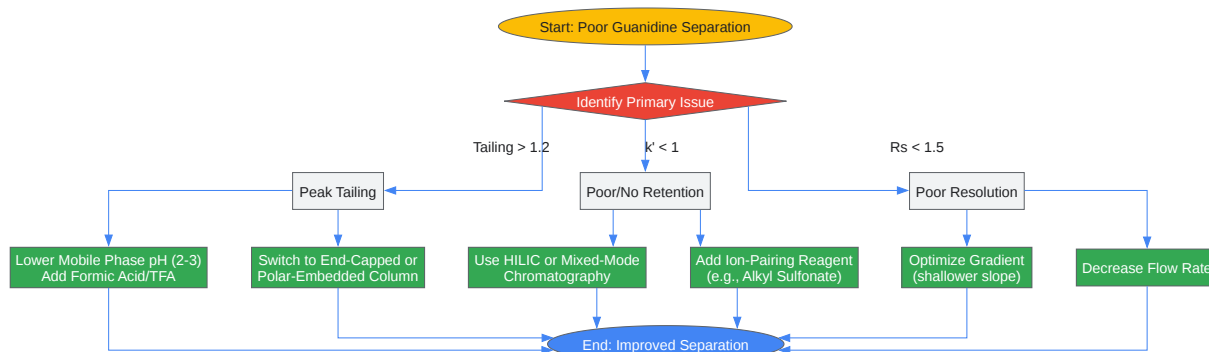 Start: Poor Guanidine Separation
Identify Primary Issue
Tailing > 1.2
k' < 1
Rs < 1.5
Peak Tailing
Poor/No Retention
Poor Resolution
Lower Mobile Phase pH (2-3)
Add Formic Acid/TFA
Switch to End-Capped or
Polar-Embedded Column
Use HILIC or Mixed-Mode
Chromatography
Add Ion-Pairing Reagent
(e.g., Alkyl Sulfonate)
Optimize Gradient
(shallower slope)
Decrease Flow Rate
End: Improved Separation